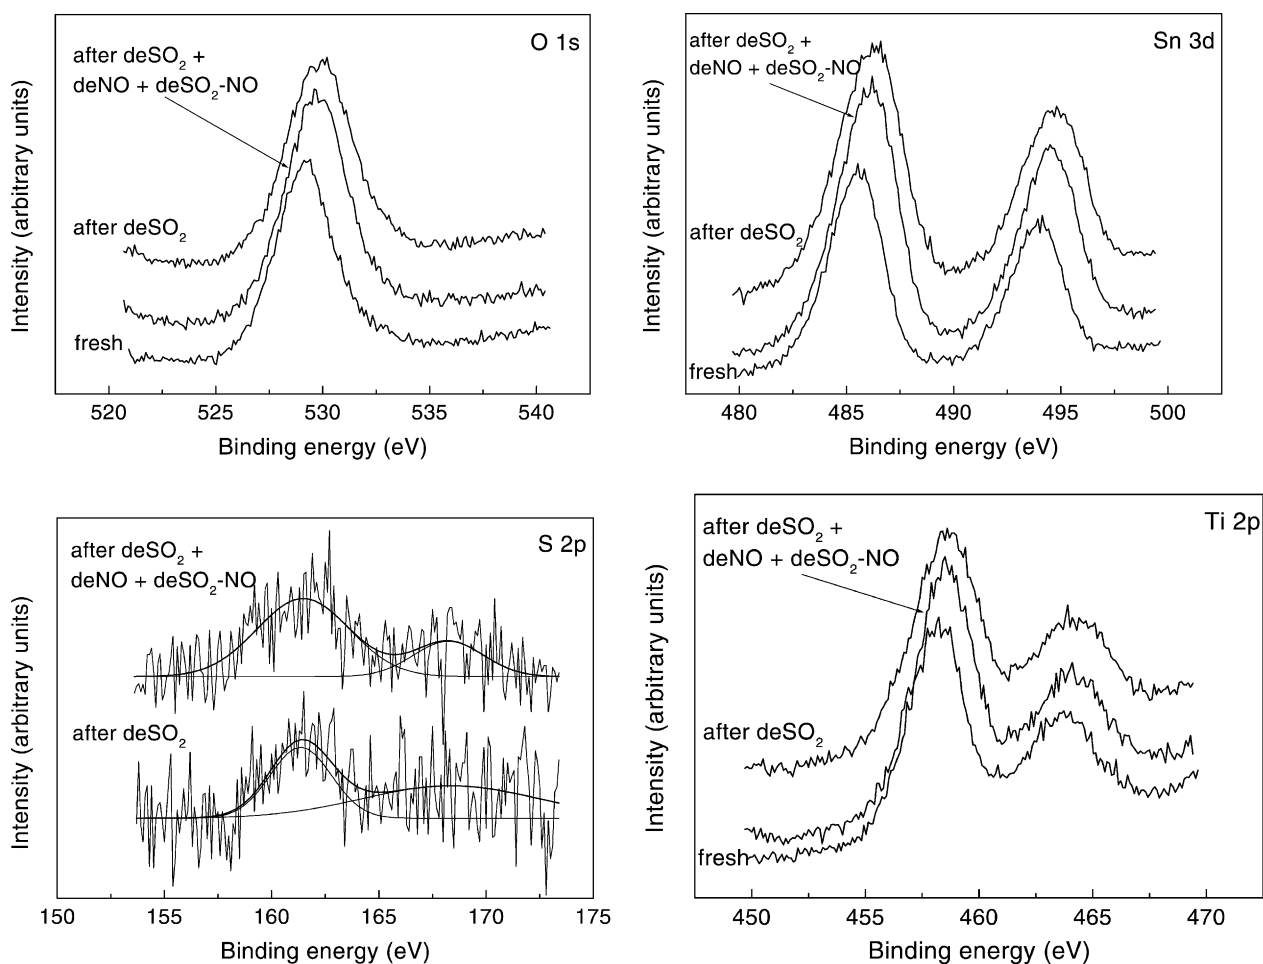 O 1s
after deSO2 +
deNO + deSO2-NO
after deSO2
fresh
Intensity (arbitrary units)
520 525 530 535 540
Binding energy (eV)
Sn 3d
after deSO2 +
deNO + deSO2-NO
after deSO2
fresh
Intensity (arbitrary units)
480 485 490 495 500
Binding energy (eV)
S 2p
after deSO2 +
deNO + deSO2-NO
after deSO2
Intensity (arbitrary units)
150 155 160 165 170 175
Binding energy (eV)
Ti 2p
after deSO2 +
deNO + deSO2-NO
after deSO2
fresh
Intensity (arbitrary units)
450 455 460 465 470
Binding energy (eV)